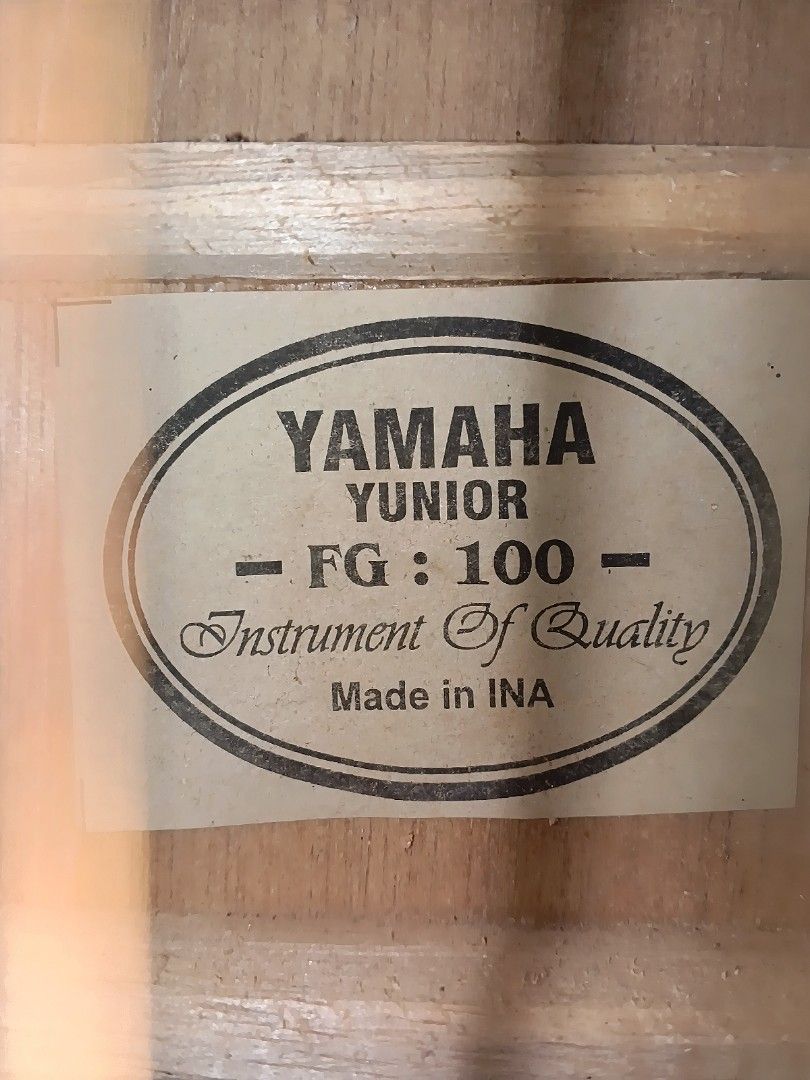 YAMAHA
YUNIOR
– FG : 100 –
Instrument Of Quality
Made in INA